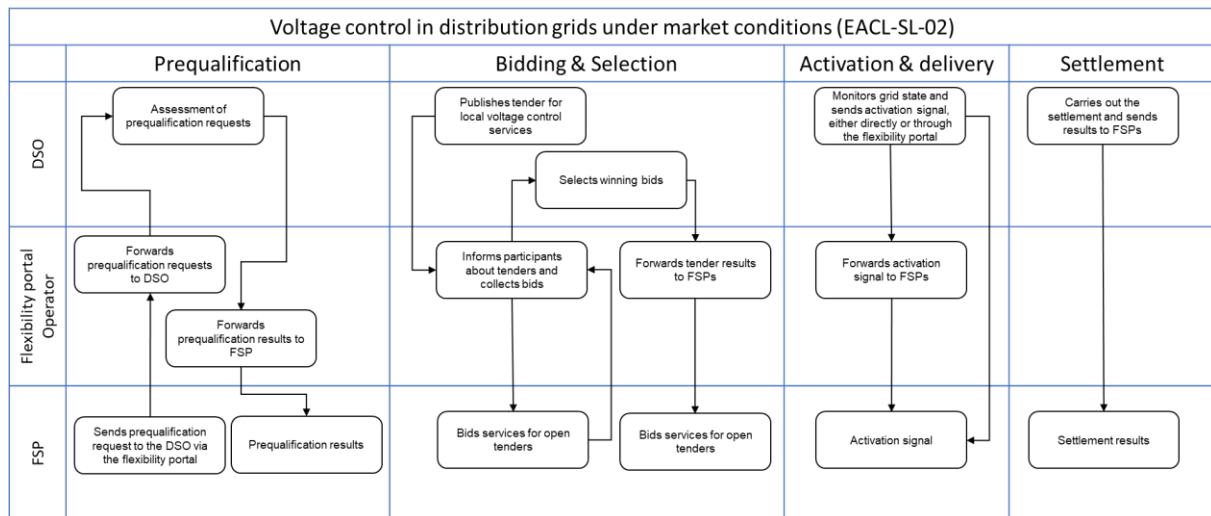 Voltage control in distribution grids under market conditions (EACL-SL-02)
Prequalification
Bidding & Selection
Activation & delivery
Settlement
DSO
Assessment of
prequalification requests
Publishes tender for
local voltage control
services
Selects winning bids
Monitors grid state and
sends activation signal,
either directly or through
the flexibility portal
Carries out the
settlement and sends
results to FSPs
Flexibility portal
Operator
Forwards
prequalification requests
to DSO
Forwards
prequalification results to
FSP
Informs participants
about tenders and
collects bids
Forwards tender results
to FSPs
Forwards activation
signal to FSPs
FSP
Sends prequalification
request to the DSO via
the flexibility portal
Prequalification results
Bids services for open
tenders
Bids services for open
tenders
Activation signal
Settlement results